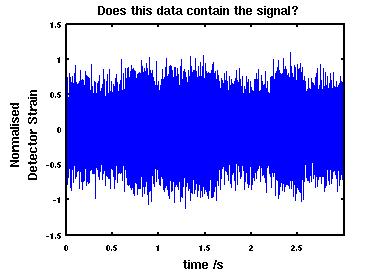 Does this data contain the signal?
1.5
1
0.5
0
-0.5
-1
-1.5
Normalised
Detector Strain
0 0.5 1 1.5 2 2.5
time /s